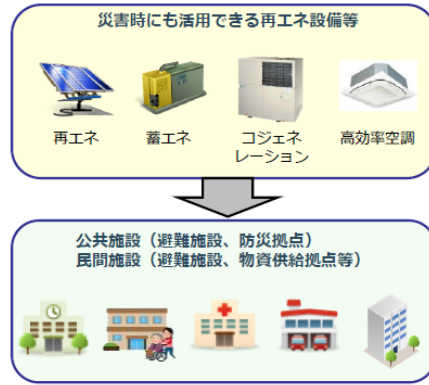 災害時にも活用できる再エネ設備等
再エネ
蓄エネ
コジェネ
レーション
高効率空調
公共施設（避難施設、防災拠点）
民間施設（避難施設、物資供給拠点等）